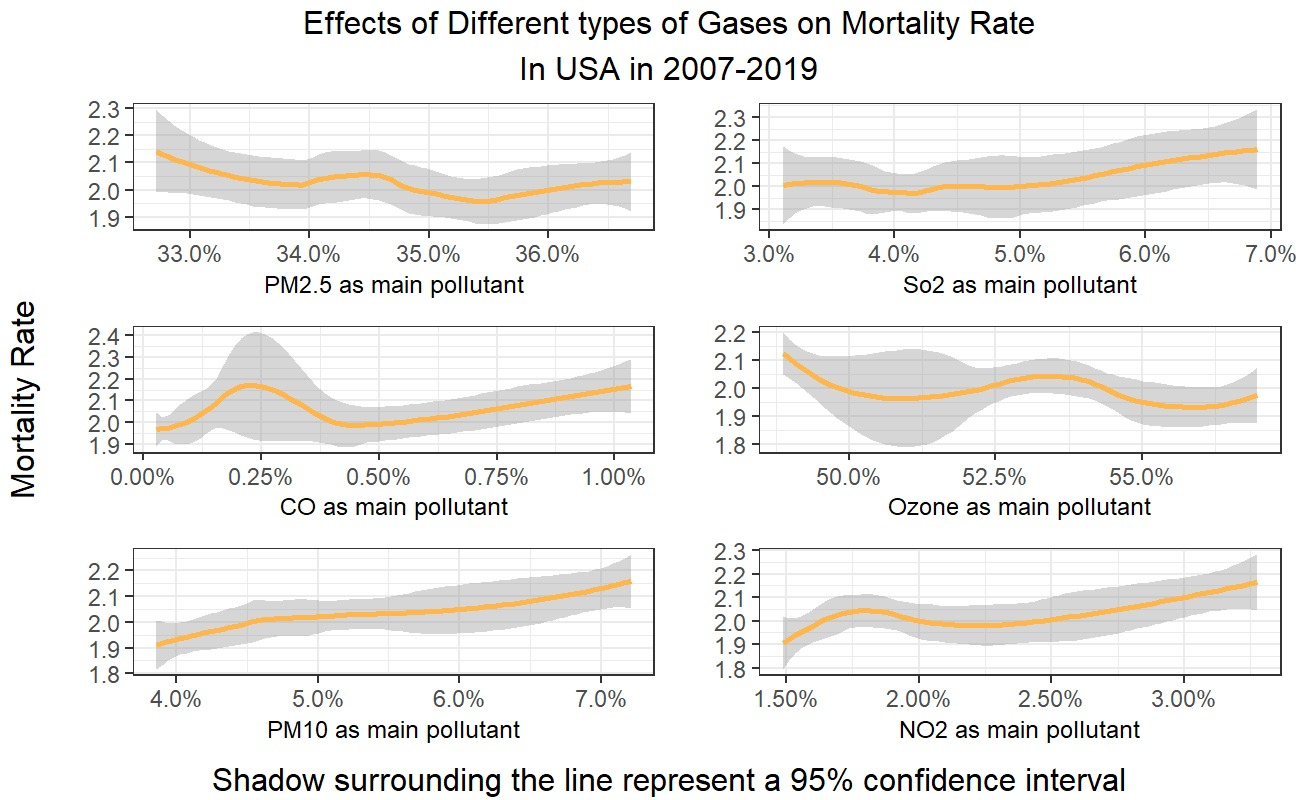 Effects of Different types of Gases on Mortality Rate
In USA in 2007-2019
Mortality Rate
2.3
2.2
2.1
2.0
1.9
33.0% 34.0% 35.0% 36.0%
PM2.5 as main pollutant
2.3
2.2
2.1
2.0
1.9
3.0% 4.0% 5.0% 6.0% 7.0%
So2 as main pollutant
2.4
2.3
2.2
2.1
2.0
1.9
0.00% 0.25% 0.50% 0.75% 1.00%
CO as main pollutant
2.2
2.1
2.0
1.9
1.8
50.0% 52.5% 55.0%
Ozone as main pollutant
2.2
2.1
2.0
1.9
1.8
4.0% 5.0% 6.0% 7.0%
PM10 as main pollutant
2.3
2.2
2.1
2.0
1.9
1.8
1.50% 2.00% 2.50% 3.00%
NO2 as main pollutant
Shadow surrounding the line represent a 95% confidence interval